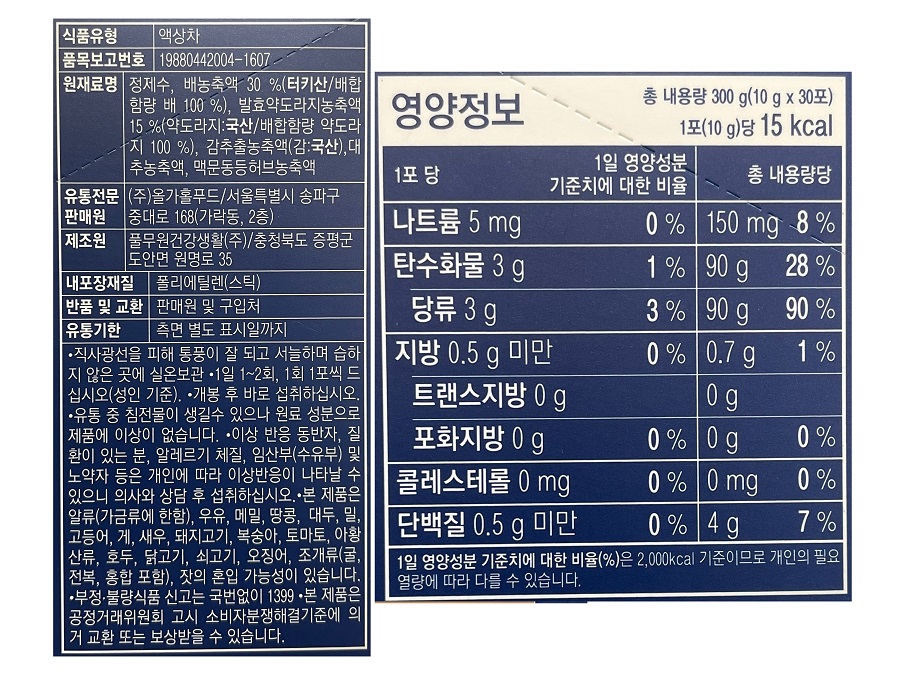 식품유형 액상차
품목보고번호 19880442004-1607
원재료명 정제수, 배농축액 30 %(터키산/배합
함량 배 100 %), 발효약도라지농축액
15 %(약도라지:국산/배합함량 약도라
지 100 %), 감추출농축액(감:국산),대
추농축액, 맥문동등허브농축액
유통전문 (주)올가홀푸드/서울특별시 송파구
판매원 중대로 168(가락동, 2층)
제조원 풀무원건강생활(주)/충청북도 증평군
도안면 원명로 35
내포장재질 폴리에틸렌(스틱)
반품 및 교환 판매원 및 구입처
유통기한 측면 별도 표시일까지
•직사광선을 피해 통풍이 잘 되고 서늘하며 습하
지 않은 곳에 실온보관 •1일 1~2회, 1회 1포씩 드
십시오(성인 기준). •개봉 후 바로 섭취하십시오.
•유통 중 침전물이 생길수 있으나 원료 성분으로
제품에 이상이 없습니다. •이상 반응 동반자, 질
환이 있는 분, 알레르기 체질, 임산부(수유부) 및
노약자 등은 개인에 따라 이상반응이 나타날 수
있으니 의사와 상담 후 섭취하십시오.•본 제품은
알류(가금류에 한함), 우유, 메밀, 땅콩, 대두, 밀,
고등어, 게, 새우, 돼지고기, 복숭아, 토마토, 아황
산류, 호두, 닭고기, 쇠고기, 오징어, 조개류(굴,
전복, 홍합 포함), 잣의 혼입 가능성이 있습니다.
•부정·불량식품 신고는 국번없이 1399 •본 제품은
공정거래위원회 고시 소비자분쟁해결기준에 의
거 교환 또는 보상받을 수 있습니다.
영양정보
총 내용량 300 g(10 g x 30포)
1포(10 g)당 15 kcal
1포 당 1일 영양성분 기준치에 대한 비율 총 내용량당
나트륨 5 mg 0 % 150 mg 8 %
탄수화물 3 g 1 % 90 g 28 %
당류 3 g 3 % 90 g 90 %
지방 0.5 g 미만 0 % 0.7 g 1 %
트랜스지방 0 g 0 g
포화지방 0 g 0 % 0 g 0 %
콜레스테롤 0 mg 0 % 0 mg 0 %
단백질 0.5 g 미만 0 % 4 g 7 %
1일 영양성분 기준치에 대한 비율(%)은 2,000kcal 기준이므로 개인의 필요
열량에 따라 다를 수 있습니다.